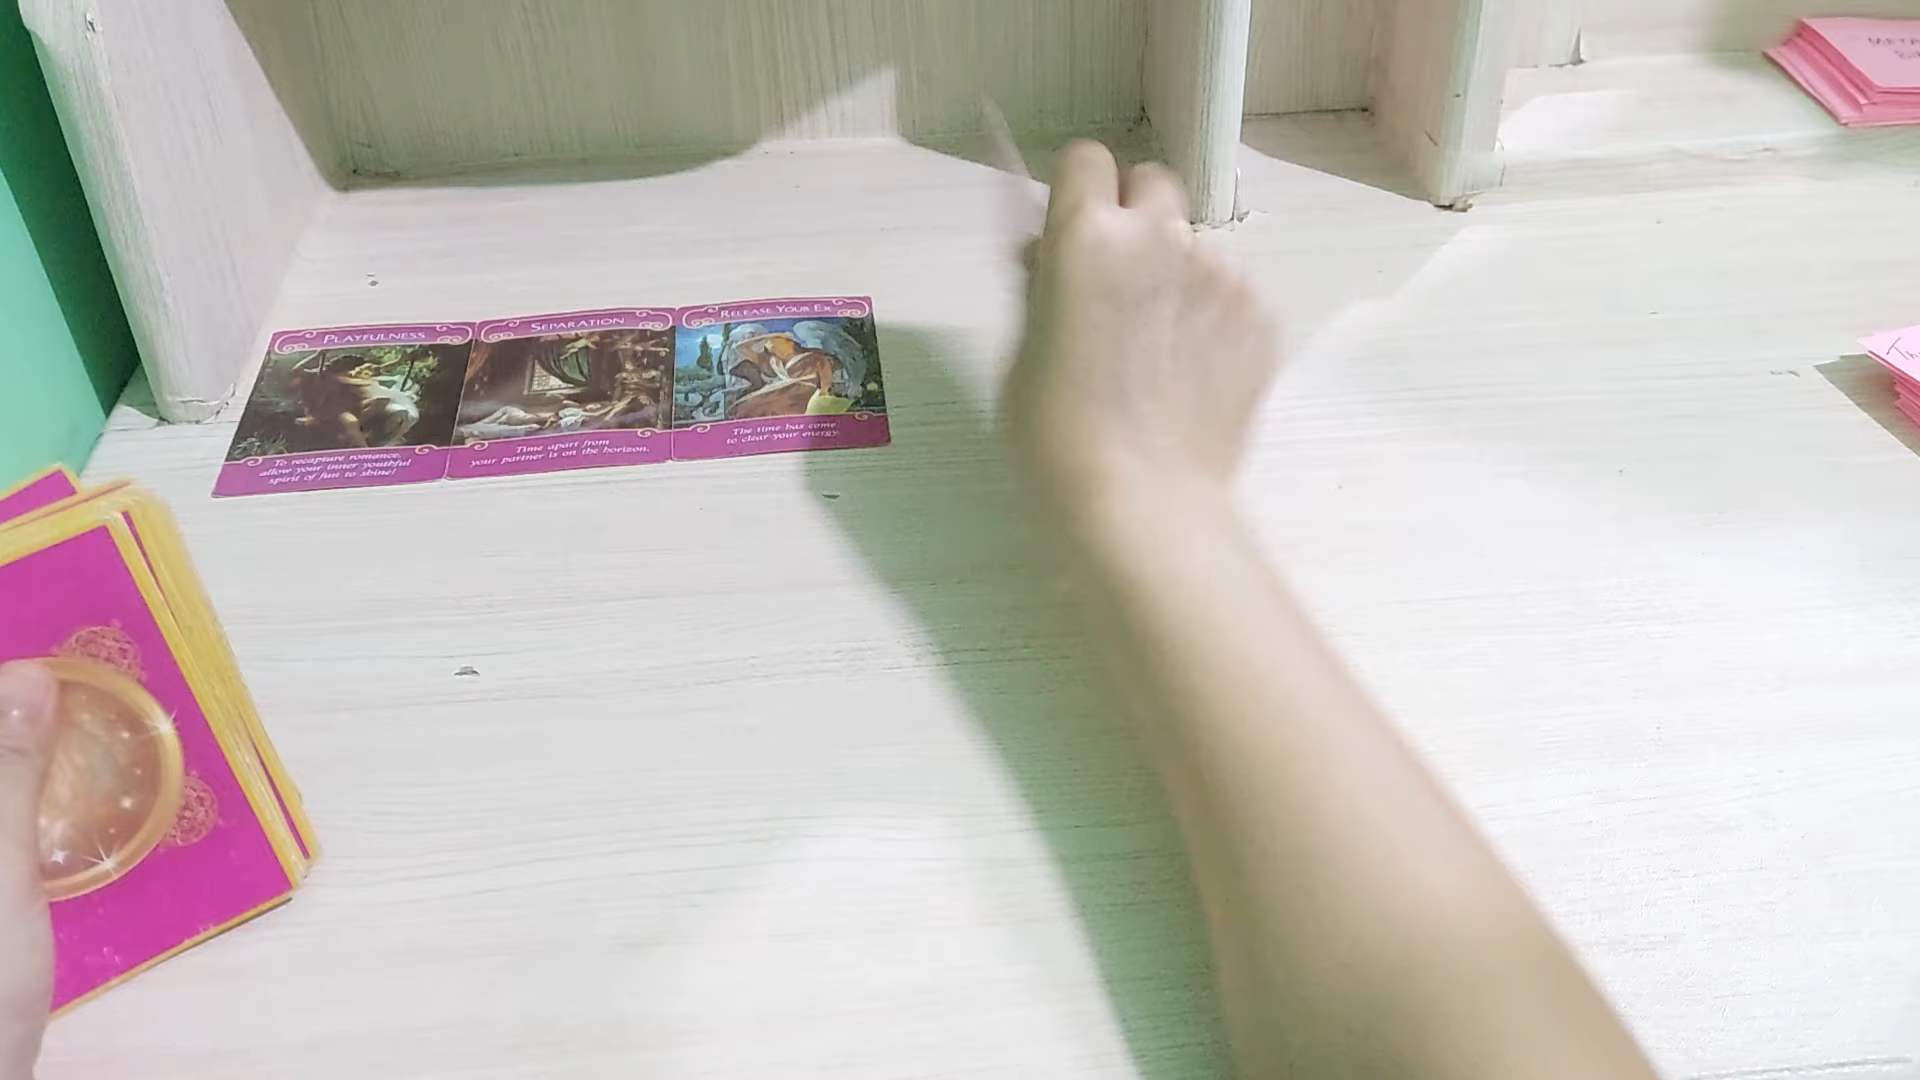 PLAYFULNESS
To recapture romance,
allow your inner youthful
spirit of fun to shine!
SEPARATION
Time apart from
your partner is on the horizon.
RELEASE YOUR EX
The time has come
to clear your energy.